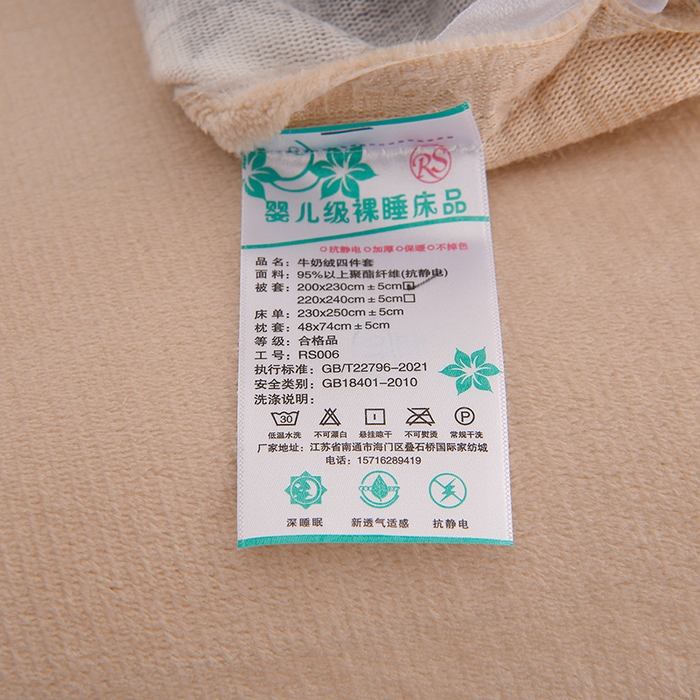 RS
婴儿级裸睡床品
抗静电 加厚 保暖 不掉色
品名：牛奶绒四件套
面料：95%以上聚酯纤维(抗静电)
被套：200x230cm±5cm□
220x240cm±5cm□
床单：230x250cm±5cm
枕套：48x74cm±5cm
等级：合格品
工号：RS006
执行标准：GB/T22796-2021
安全类别：GB18401-2010
洗涤说明：
30 P
低温水洗 不可漂白 悬挂晾干 不可熨烫 常规干洗
厂家地址：江苏省南通市海门区叠石桥国际家纺城
电话：15716289419
深睡眠 新透气适感 抗静电